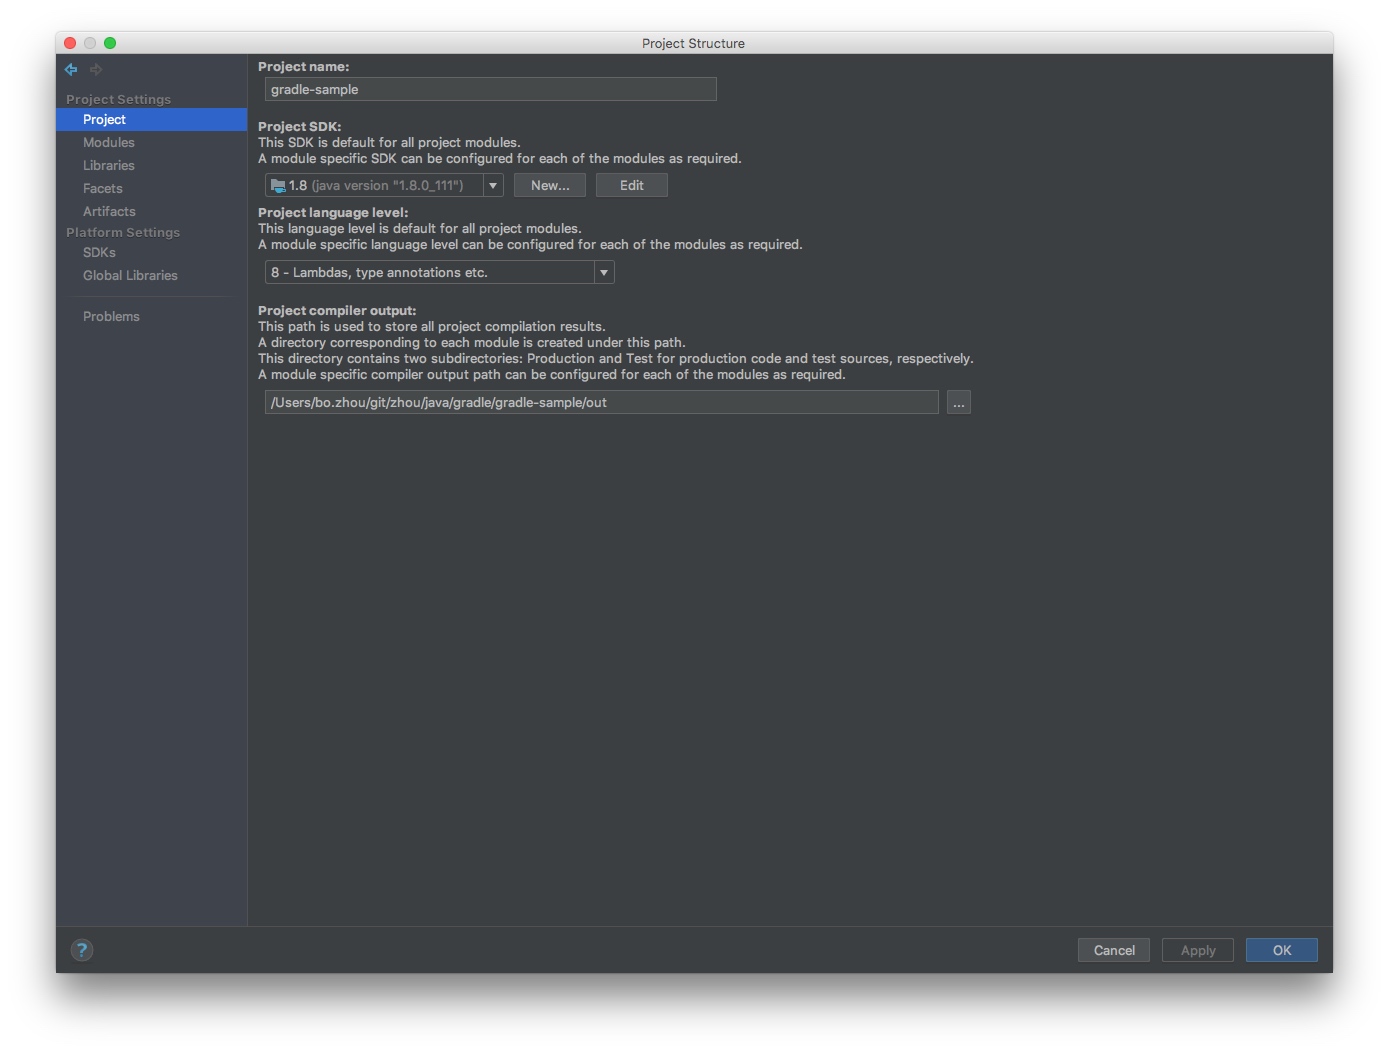 Project Structure
Project Settings
Project
Modules
Libraries
Facets
Artifacts
Platform Settings
SDKs
Global Libraries
Problems
Project name:
gradle-sample
Project SDK:
This SDK is default for all project modules.
A module specific SDK can be configured for each of the modules as required.
1.8 (java version "1.8.0_111") New... Edit
Project language level:
This language level is default for all project modules.
A module specific language level can be configured for each of the modules as required.
8 - Lambdas, type annotations etc.
Project compiler output:
This path is used to store all project compilation results.
A directory corresponding to each module is created under this path.
This directory contains two subdirectories: Production and Test for production code and test sources, respectively.
A module specific compiler output path can be configured for each of the modules as required.
/Users/bo.zhou/git/zhou/java/gradle/gradle-sample/out ...
? Cancel Apply OK